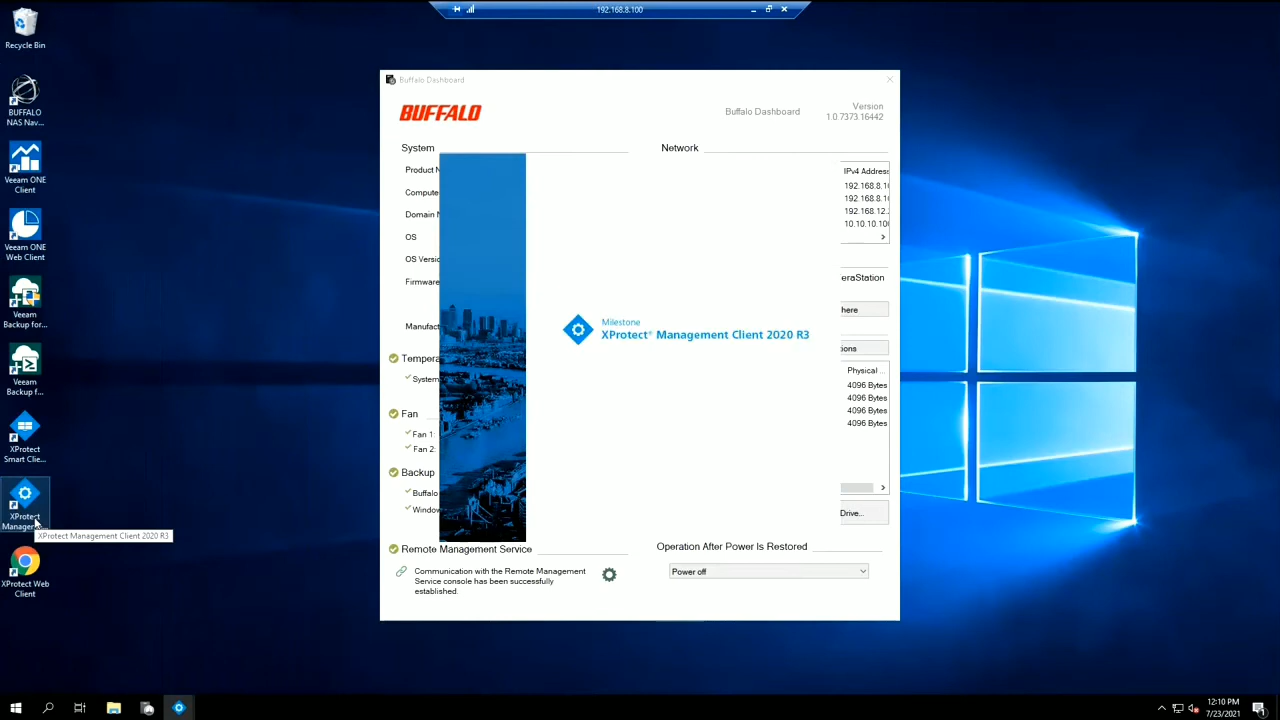 192.168.8.100
Recycle Bin
BUFFALO
NAS Nav...
Veeam ONE
Client
Veeam ONE
Web Client
Veeam
Backup for...
Veeam
Backup f...
XProtect
Smart Clie...
XProtect
Manage...
XProtect Management Client 2020 R3
XProtect Web
Client
Buffalo Dashboard
BUFFALO
Buffalo Dashboard
Version
1.0.7373.16442
System
Product N
Compute
Domain N
OS
OS Versio
Firmware
Manufact
Tempera
System
Fan
Fan 1:
Fan 2:
Backup
Buffalo
Window
Remote Management Service
Communication with the Remote Management
Service console has been successfully
established.
Milestone
XProtect® Management Client 2020 R3
Network
IPv4 Address
192.168.8.10
192.168.8.10
192.168.12.
10.10.10.100
eraStation
here
ions
Physical ...
4096 Bytes
4096 Bytes
4096 Bytes
4096 Bytes
Drive...
Operation After Power Is Restored
Power off
12:10 PM
7/23/2021